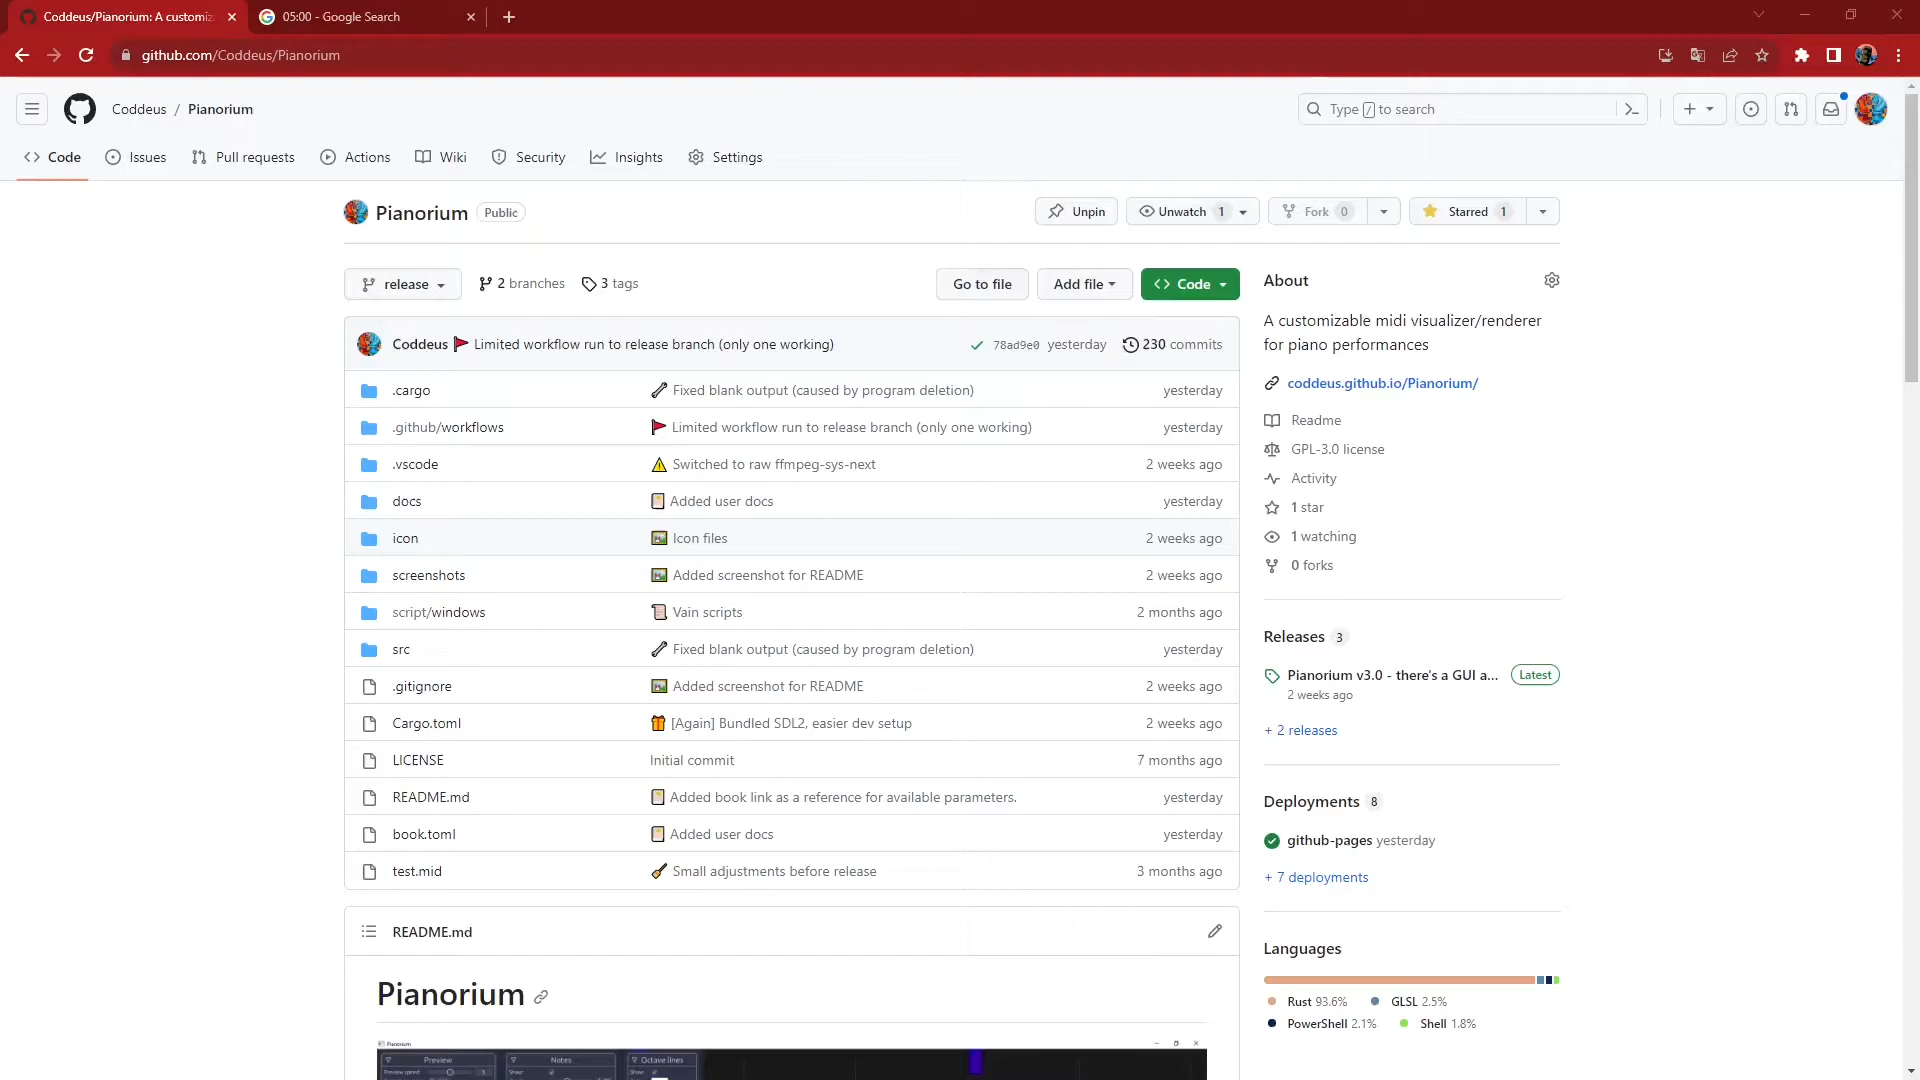 Coddeus/Pianorium: A customiz
05:00 - Google Search
github.com/Coddeus/Pianorium
Coddeus / Pianorium
Type / to search
Code
Issues
Pull requests
Actions
Wiki
Security
Insights
Settings
Pianorium Public
Unpin
Unwatch 1
Fork 0
Starred 1
release
2 branches
3 tags
Go to file
Add file
Code
Coddeus Limited workflow run to release branch (only one working) 78ad9e0 yesterday 230 commits
.cargo Fixed blank output (caused by program deletion) yesterday
.github/workflows Limited workflow run to release branch (only one working) yesterday
.vscode Switched to raw ffmpeg-sys-next 2 weeks ago
docs Added user docs yesterday
icon Icon files 2 weeks ago
screenshots Added screenshot for README 2 weeks ago
script/windows Vain scripts 2 months ago
src Fixed blank output (caused by program deletion) yesterday
.gitignore Added screenshot for README 2 weeks ago
Cargo.toml [Again] Bundled SDL2, easier dev setup 2 weeks ago
LICENSE Initial commit 7 months ago
README.md Added book link as a reference for available parameters. yesterday
book.toml Added user docs yesterday
test.mid Small adjustments before release 3 months ago
README.md
Pianorium
Pianorium
Preview
Notes
Octave lines
Preview speed:
Show:
Show:
About
A customizable midi visualizer/renderer
for piano performances
coddeus.github.io/Pianorium/
Readme
GPL-3.0 license
Activity
1 star
1 watching
0 forks
Releases 3
Pianorium v3.0 - there's a GUI a... Latest
2 weeks ago
+ 2 releases
Deployments 8
github-pages yesterday
+ 7 deployments
Languages
Rust 93.6%
GLSL 2.5%
PowerShell 2.1%
Shell 1.8%